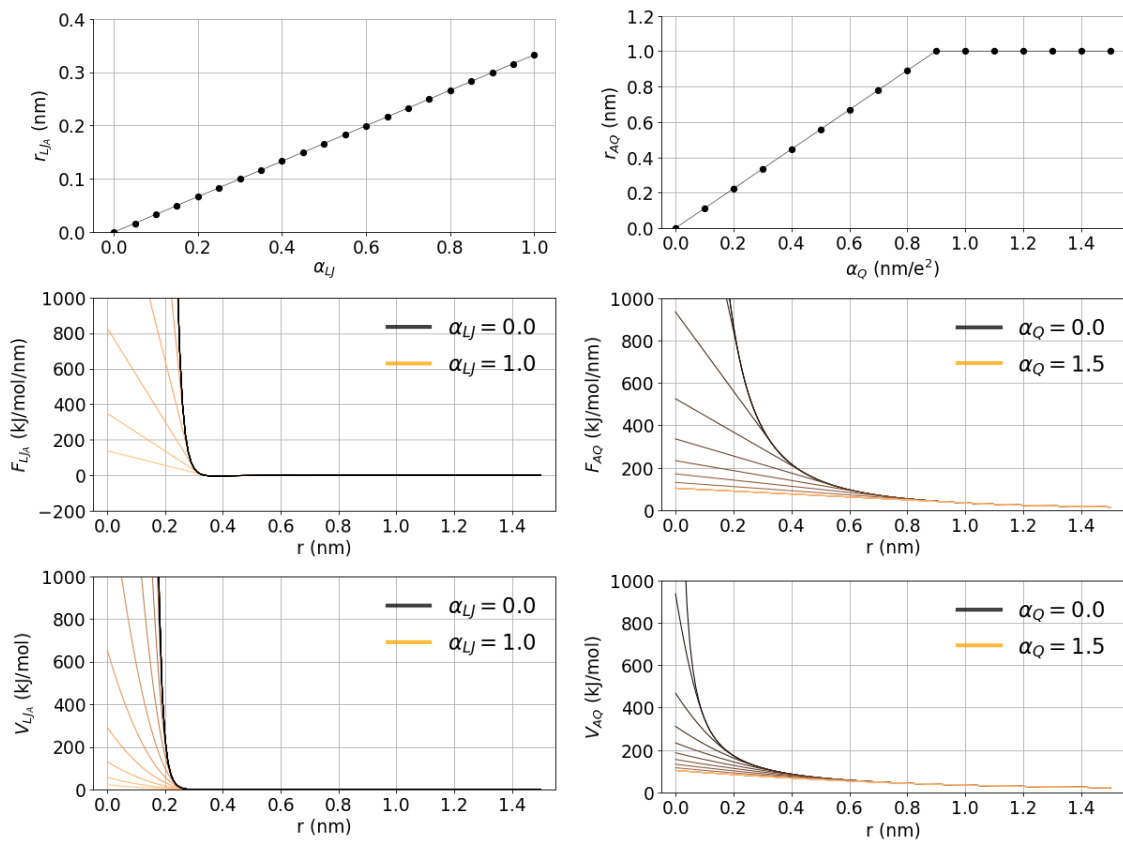 0.4
0.3
0.2
0.1
0.0
r_{LJ_A} (nm)
0.0 0.2 0.4 0.6 0.8 1.0
α_{LJ}
1.2
1.0
0.8
0.6
0.4
0.2
0.0
r_{AQ} (nm)
0.0 0.2 0.4 0.6 0.8 1.0 1.2 1.4
α_Q (nm/e²)
1000
800
600
400
200
0
−200
F_{LJ_A} (kJ/mol/nm)
α_{LJ} = 0.0
α_{LJ} = 1.0
0.0 0.2 0.4 0.6 0.8 1.0 1.2 1.4
r (nm)
1000
800
600
400
200
0
F_{AQ} (kJ/mol/nm)
α_Q = 0.0
α_Q = 1.5
0.0 0.2 0.4 0.6 0.8 1.0 1.2 1.4
r (nm)
1000
800
600
400
200
0
V_{LJ_A} (kJ/mol)
α_{LJ} = 0.0
α_{LJ} = 1.0
0.0 0.2 0.4 0.6 0.8 1.0 1.2 1.4
r (nm)
1000
800
600
400
200
0
V_{AQ} (kJ/mol)
α_Q = 0.0
α_Q = 1.5
0.0 0.2 0.4 0.6 0.8 1.0 1.2 1.4
r (nm)